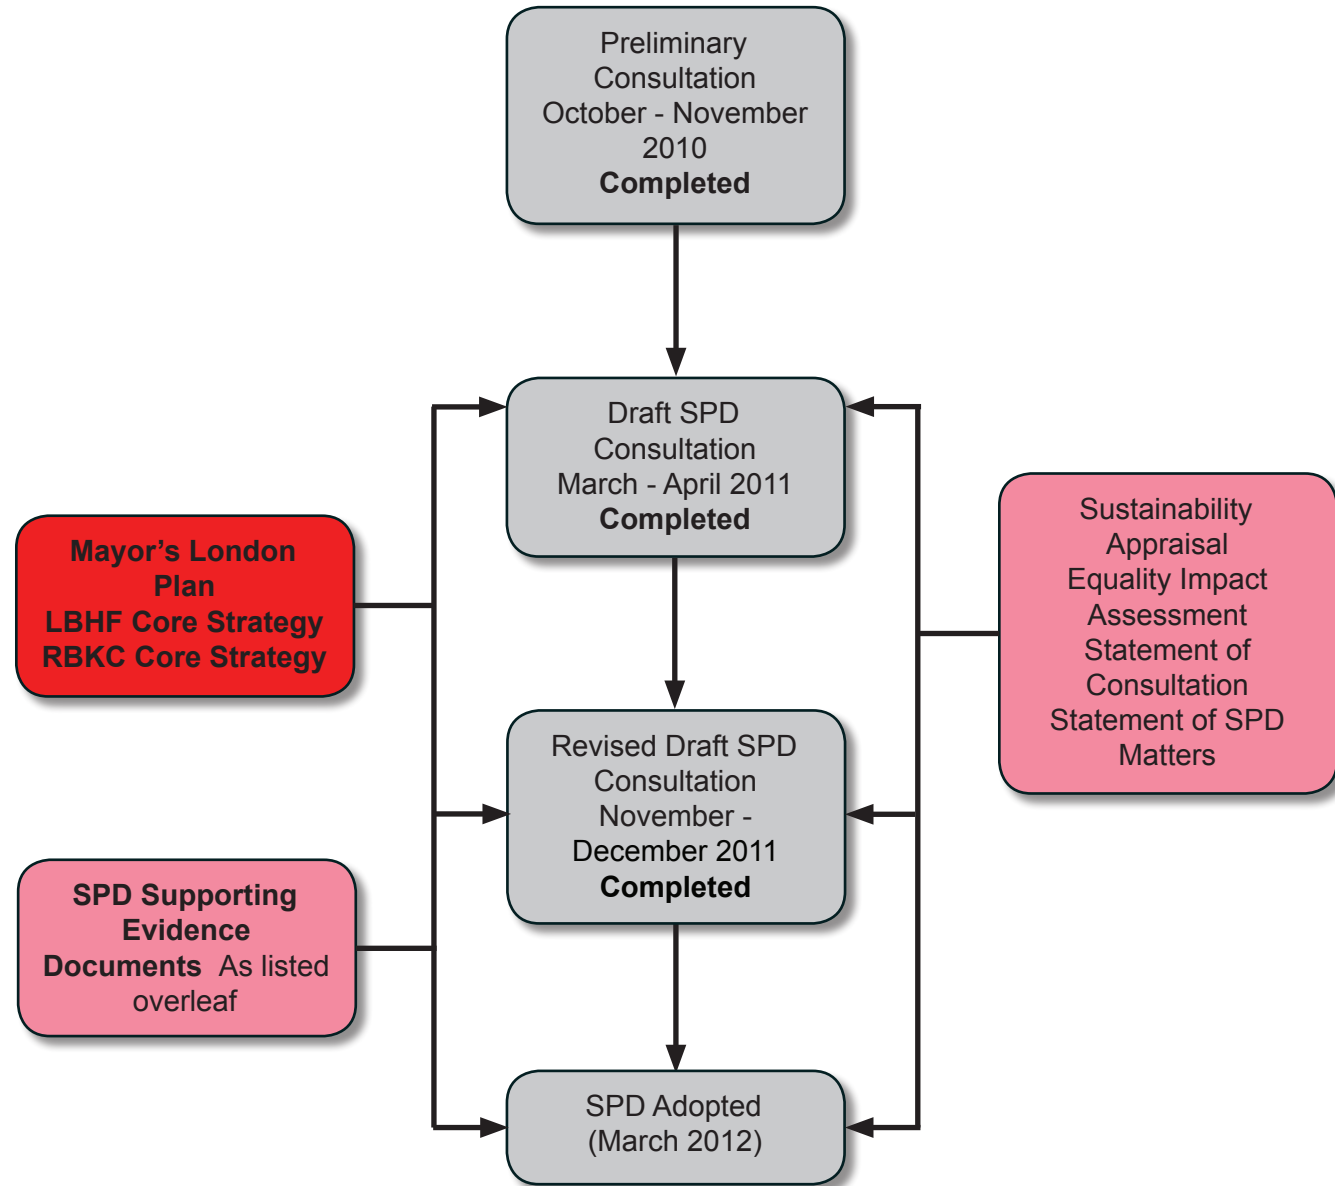 Preliminary
Consultation
October - November
2010
Completed
Draft SPD
Consultation
March - April 2011
Completed
Mayor’s London
Plan
LBHF Core Strategy
RBKC Core Strategy
Sustainability
Appraisal
Equality Impact
Assessment
Statement of
Consultation
Statement of SPD
Matters
Revised Draft SPD
Consultation
November -
December 2011
Completed
SPD Supporting
Evidence
Documents As listed
overleaf
SPD Adopted
(March 2012)